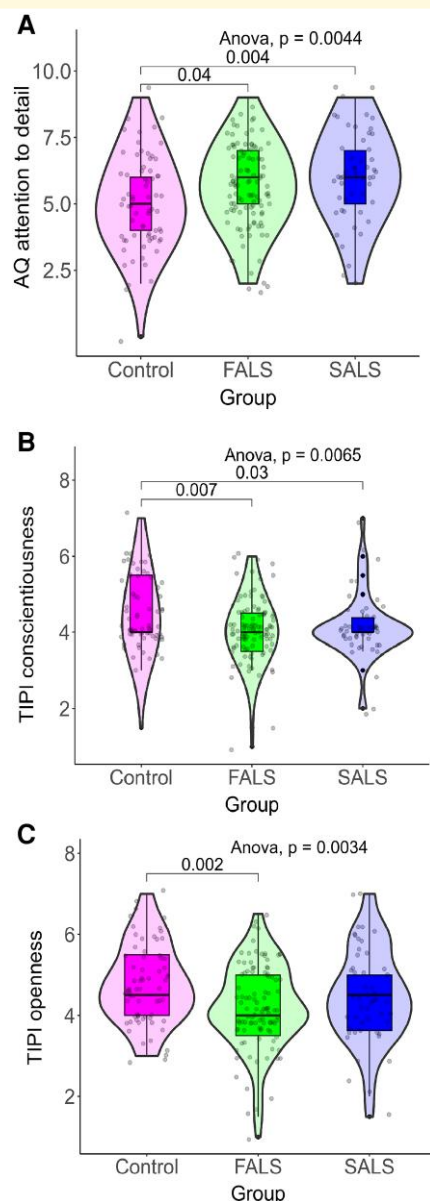 A
Anova, p = 0.0044
0.004
0.04
10.0
7.5
5.0
2.5
AQ attention to detail
Control FALS SALS
Group
B
Anova, p = 0.0065
0.03
0.007
8
6
4
2
TIPI conscientiousness
Control FALS SALS
Group
C
Anova, p = 0.0034
0.002
8
6
4
2
TIPI openness
Control FALS SALS
Group